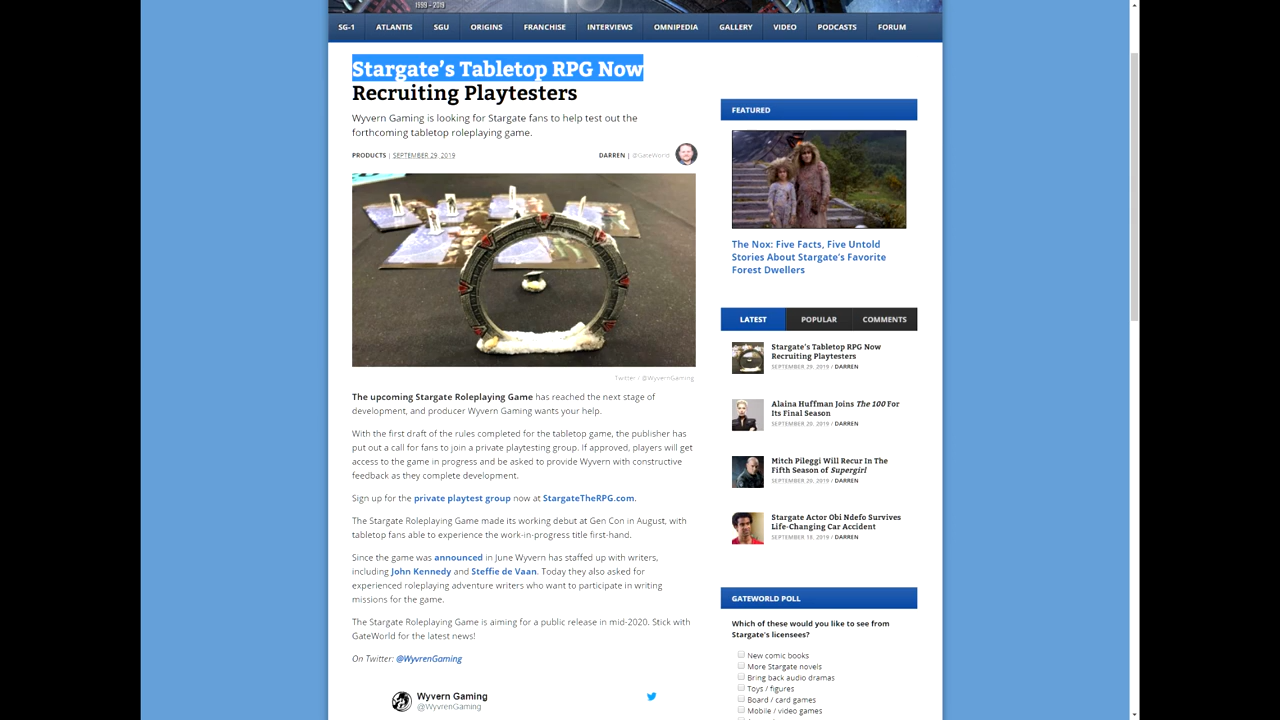 1999 - 2019
SG-1 ATLANTIS SGU ORIGINS FRANCHISE INTERVIEWS OMNIPEDIA GALLERY VIDEO PODCASTS FORUM
Stargate's Tabletop RPG Now
Recruiting Playtesters
Wyvern Gaming is looking for Stargate fans to help test out the
forthcoming tabletop roleplaying game.
PRODUCTS | SEPTEMBER 29, 2019
DARREN | @GateWorld
Twitter / @WyvernGaming
The upcoming Stargate Roleplaying Game has reached the next stage of
development, and producer Wyvern Gaming wants your help.
With the first draft of the rules completed for the tabletop game, the publisher has
put out a call for fans to join a private playtesting group. If approved, players will get
access to the game in progress and be asked to provide Wyvern with constructive
feedback as they complete development.
Sign up for the private playtest group now at StargateTheRPG.com.
The Stargate Roleplaying Game made its working debut at Gen Con in August, with
tabletop fans able to experience the work-in-progress title first-hand.
Since the game was announced in June Wyvern has staffed up with writers,
including John Kennedy and Steffie de Vaan. Today they also asked for
experienced roleplaying adventure writers who want to participate in writing
missions for the game.
The Stargate Roleplaying Game is aiming for a public release in mid-2020. Stick with
GateWorld for the latest news!
On Twitter: @WyvrenGaming
Wyvern Gaming
@WyvrenGaming
FEATURED
The Nox: Five Facts, Five Untold
Stories About Stargate's Favorite
Forest Dwellers
LATEST POPULAR COMMENTS
Stargate's Tabletop RPG Now
Recruiting Playtesters
SEPTEMBER 29, 2019 / DARREN
Alaina Huffman Joins The 100 For
Its Final Season
SEPTEMBER 20, 2019 / DARREN
Mitch Pileggi Will Recur In The
Fifth Season of Supergirl
SEPTEMBER 20, 2019 / DARREN
Stargate Actor Obi Ndefo Survives
Life-Changing Car Accident
SEPTEMBER 18, 2019 / DARREN
GATEWORLD POLL
Which of these would you like to see from
Stargate's licensees?
New comic books
More Stargate novels
Bring back audio dramas
Toys / figures
Board / card games
Mobile / video games